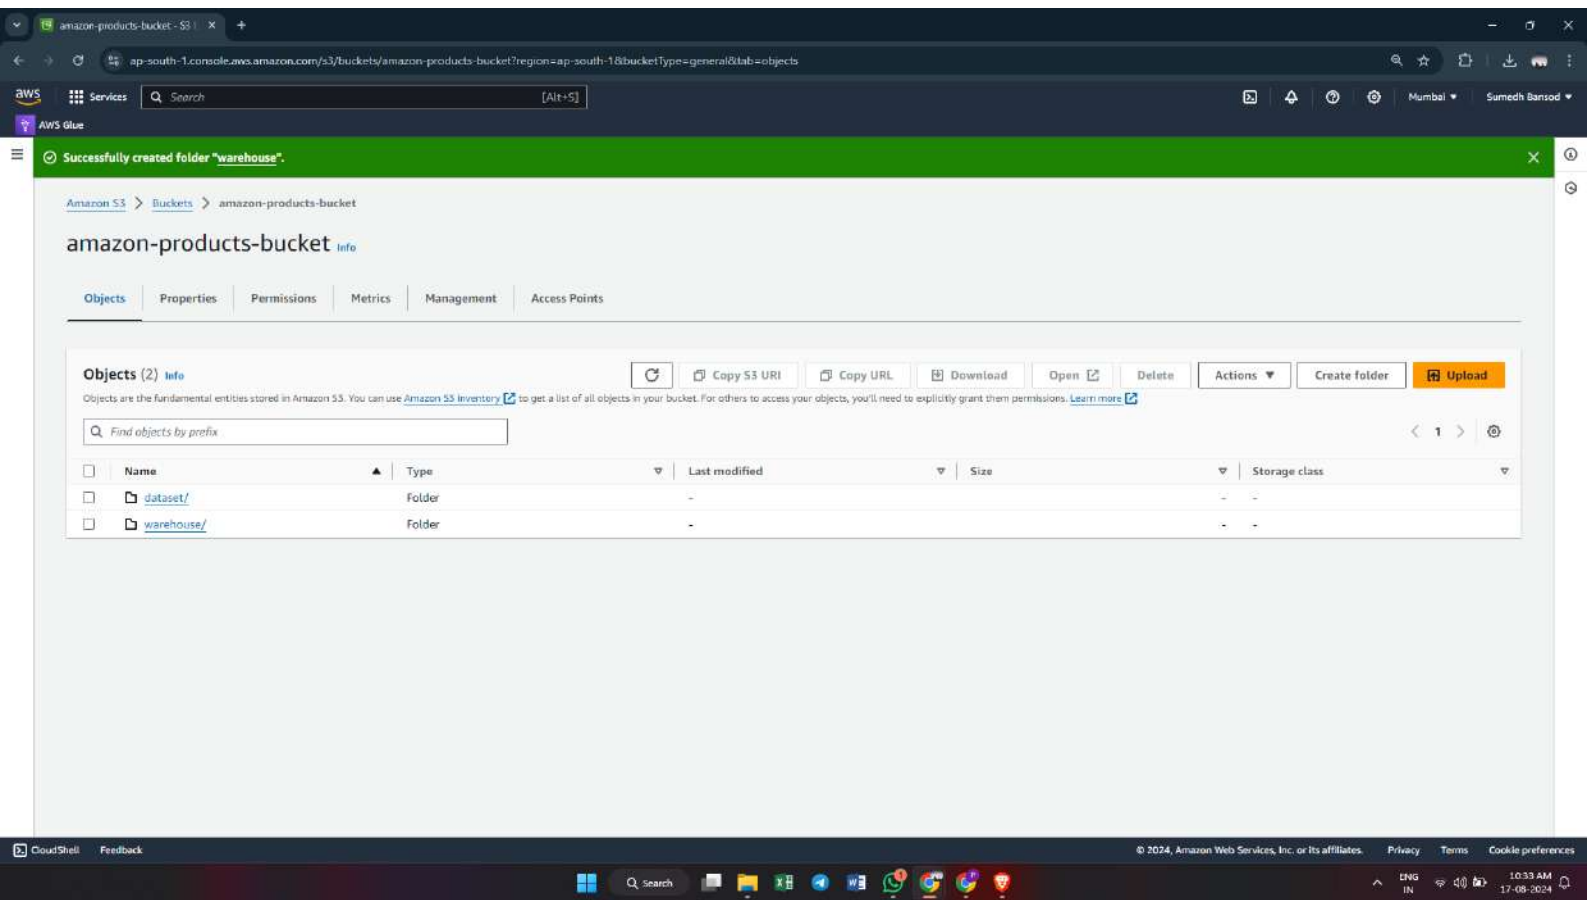 amazon-products-bucket - S3 |
ap-south-1.console.aws.amazon.com/s3/buckets/amazon-products-bucket?region=ap-south-1&bucketType=general&tab=objects
aws Services Search [Alt+S] Mumbai Sumedh Bansod
AWS Glue
Successfully created folder "warehouse".
Amazon S3 > Buckets > amazon-products-bucket
amazon-products-bucket Info
Objects Properties Permissions Metrics Management Access Points
Objects (2) Info Copy S3 URI Copy URL Download Open Delete Actions Create folder Upload
Objects are the fundamental entities stored in Amazon S3. You can use Amazon S3 Inventory to get a list of all objects in your bucket. For others to access your objects, you'll need to explicitly grant them permissions. Learn more
Find objects by prefix < 1 >
Name Type Last modified Size Storage class
dataset/ Folder - - -
warehouse/ Folder - - -
CloudShell Feedback © 2024, Amazon Web Services, Inc. or its affiliates. Privacy Terms Cookie preferences
Search ENG 10:33 AM
IN 17-08-2024